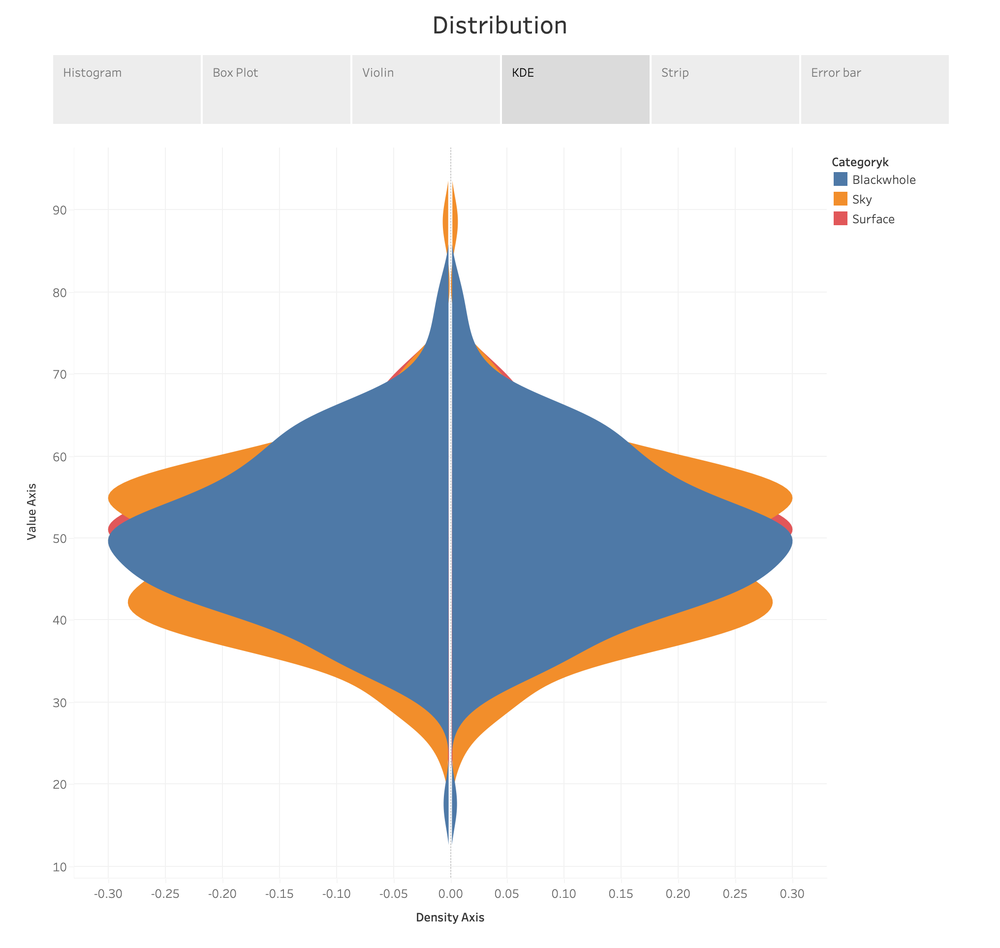 Distribution
Histogram Box Plot Violin KDE Strip Error bar
Categoryk
Blackwhole
Sky
Surface
90
80
70
60
50
40
30
20
10
Value Axis
-0.30 -0.25 -0.20 -0.15 -0.10 -0.05 0.00 0.05 0.10 0.15 0.20 0.25 0.30
Density Axis